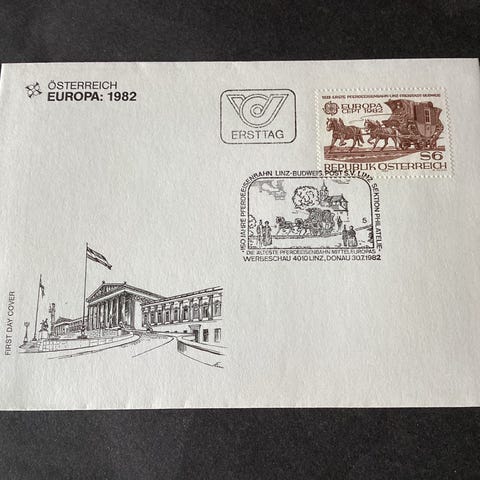 ÖSTERREICH
EUROPA: 1982
ERSTTAG
EUROPA
CEPT 1982
S6
REPUBLIK ÖSTERREICH
150 JAHRE PFERDEEISENBAHN LINZ-BUDWEIS, POST S.V. LINZ SEKTION PHILATELIE
5
DIE ÄLTESTE PFERDEEISENBAHN MITTELEUROPAS
WERBESCHAU 4010 LINZ, DONAU 30.7.1982
FIRST DAY COVER